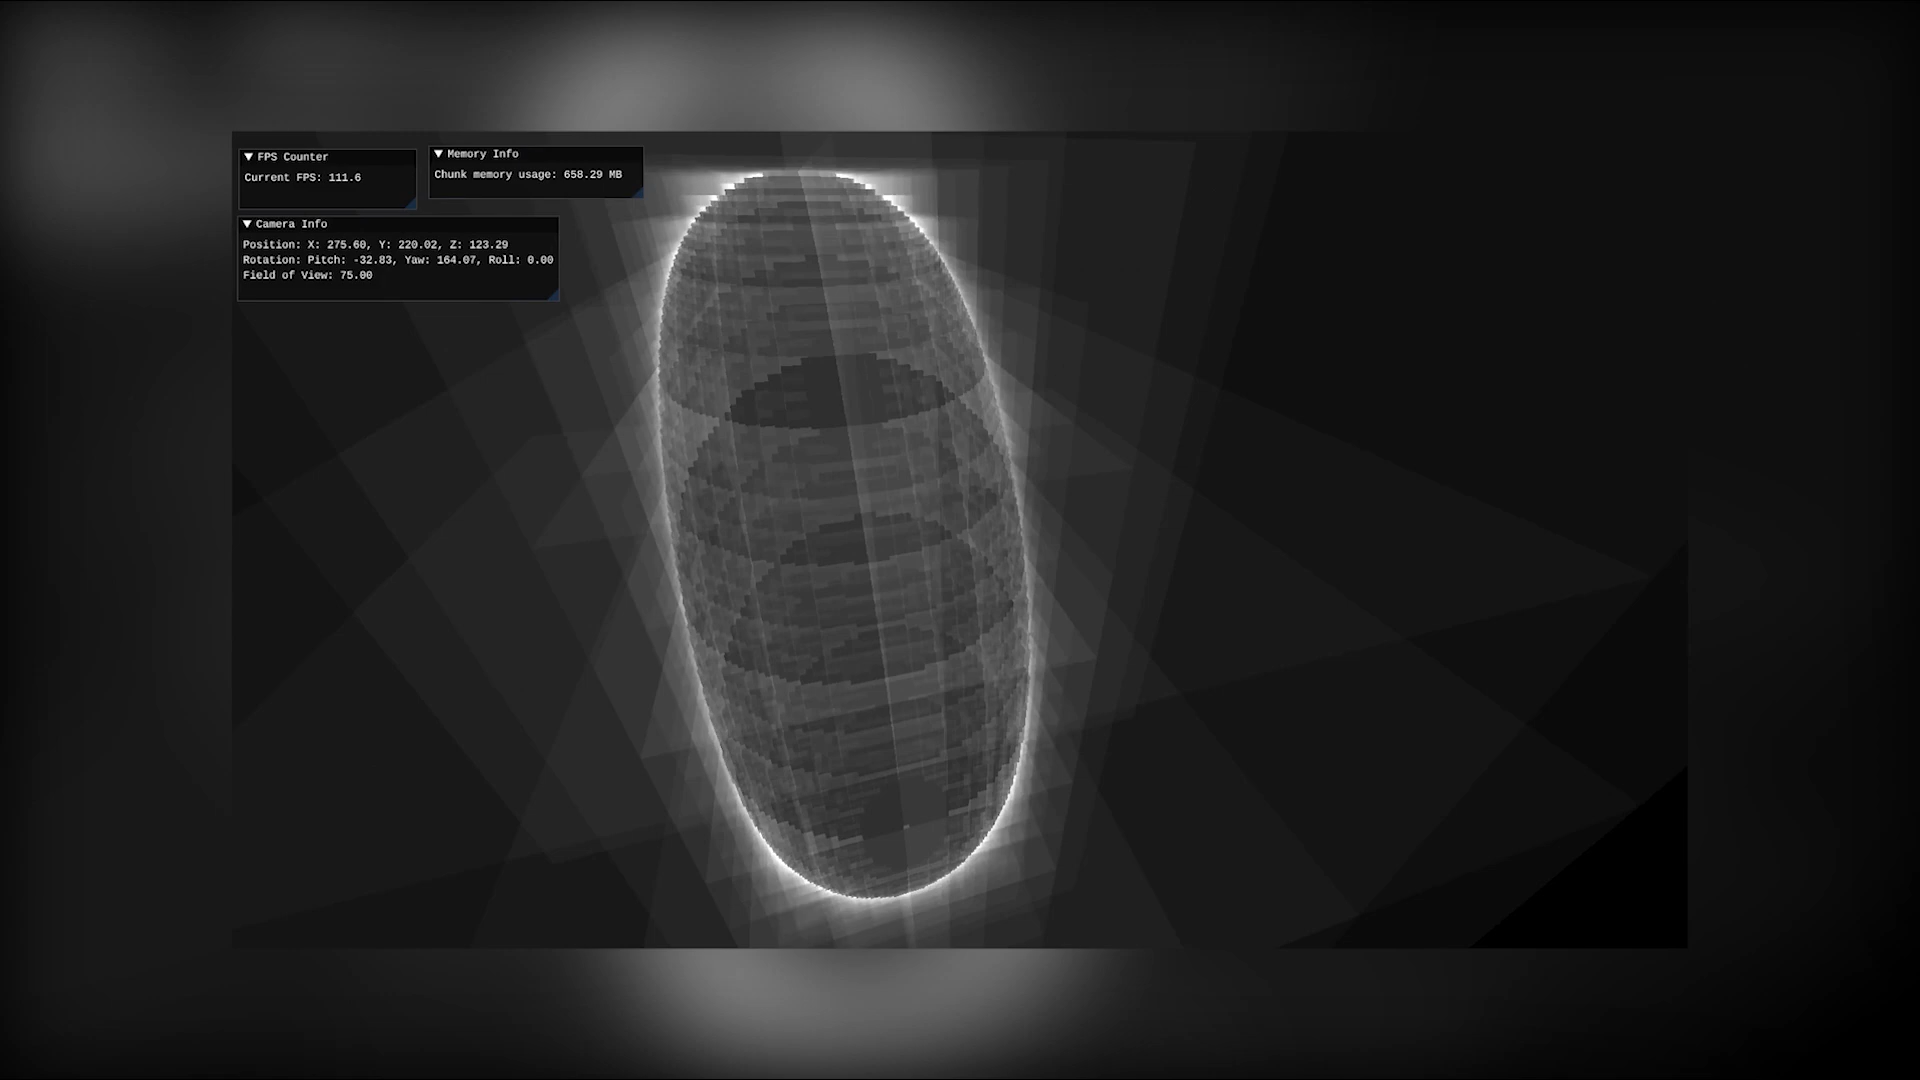 FPS Counter
Current FPS: 111.6
Memory Info
Chunk memory usage: 658.29 MB
Camera Info
Position: X: 275.60, Y: 220.02, Z: 123.29
Rotation: Pitch: -32.83, Yaw: 164.07, Roll: 0.00
Field of View: 75.00